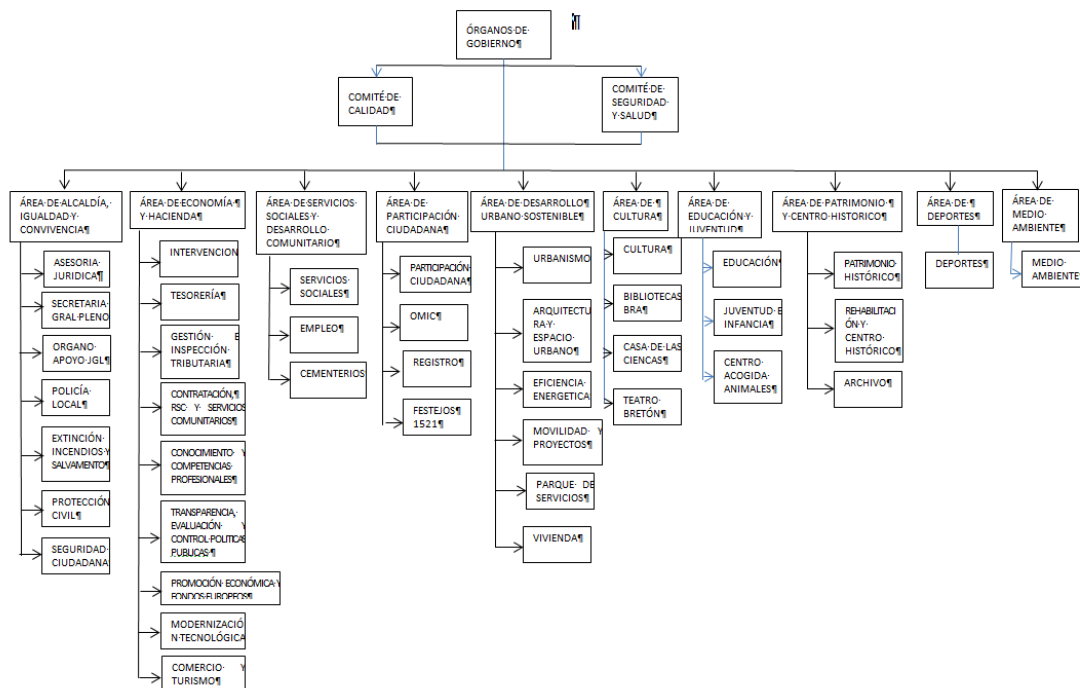 ÓRGANOS·DE·
GOBIERNO¶
COMITÉ·DE·
CALIDAD¶
COMITÉ·DE·
SEGURIDAD·
Y·SALUD¶
ÁREA·DE·ALCALDÍA,·
IGUALDAD·Y·
CONVIVENCIA¶
ASESORIA·
JURIDICA¶
SECRETARIA·
GRAL·PLENO
ORGANO·
APOYO·JGL¶
POLICÍA·
LOCAL¶
EXTINCIÓN·
INCENDIOS·Y·
SALVAMENTO¶
PROTECCIÓN·
CIVIL¶
SEGURIDAD·
CIUDADANA
ÁREA·DE·ECONOMÍA·¶
Y·HACIENDA¶
INTERVENCION
TESORERÍA¶
GESTIÓN E
INSPECCIÓN·
TRIBUTARIA¶
CONTRATACIÓN,¶
RSC· Y· SERVICIOS
COMUNITARIOS¶
CONOCIMIENTO· Y
COMPETENCIAS·
PROFESIONALES¶
TRANSPARENCIA,·
EVALUACIÓN· Y
CONTROL·POLITICAS
PUBLICAS·¶
PROMOCIÓN· ECONÓMICA·Y
FONDOS·EUROPEOS¶
MODERNIZACIÓ
N·TECNOLÓGICA
COMERCIO· Y
TURISMO¶
ÁREA·DE·SERVICIOS·
SOCIALES·Y·
DESARROLLO·
COMUNITARIO¶
SERVICIOS·
SOCIALES¶
EMPLEO¶
CEMENTERIOS
ÁREA·DE·
PARTICIPACIÓN·
CIUDADANA¶
PARTICIPACIÓN·
CIUDADANA¶
OMIC¶
REGISTRO¶
FESTEJOS·
1521¶
ÁREA·DE·DESARROLLO·
URBANO·SOSTENIBLE¶
URBANISMO
ARQUITECTU
RA·Y·
ESPACIO·
URBANO¶
EFICIENCIA·
ENERGETICA
MOVILIDAD· Y
PROYECTOS¶
PARQUE· DE
SERVICIOS¶
VIVIENDA¶
ÁREA·DE·¶
CULTURA¶
CULTURA¶
BIBLIOTECAS·
BRA¶
CASA·DE·LAS·
CIENCAS¶
TEATRO·
BRETÓN¶
ÁREA·DE·
EDUCACIÓN·Y·
JUVENTUD¶
EDUCACIÓN¶
JUVENTUD·E·
INFANCIA¶
CENTRO·
ACOGIDA·
ANIMALES¶
ÁREA·DE·PATRIMONIO·¶
Y·CENTRO·HISTORICO¶
PATRIMONIO·
HISTÓRICO¶
REHABILITACI
ÓN·Y·
CENTRO·
HISTÓRICO¶
ARCHIVO¶
ÁREA·DE·¶
DEPORTES¶
DEPORTES¶
ÁREA·DE·
MEDIO·
AMBIENTE¶
MEDIO·
AMBIENTE